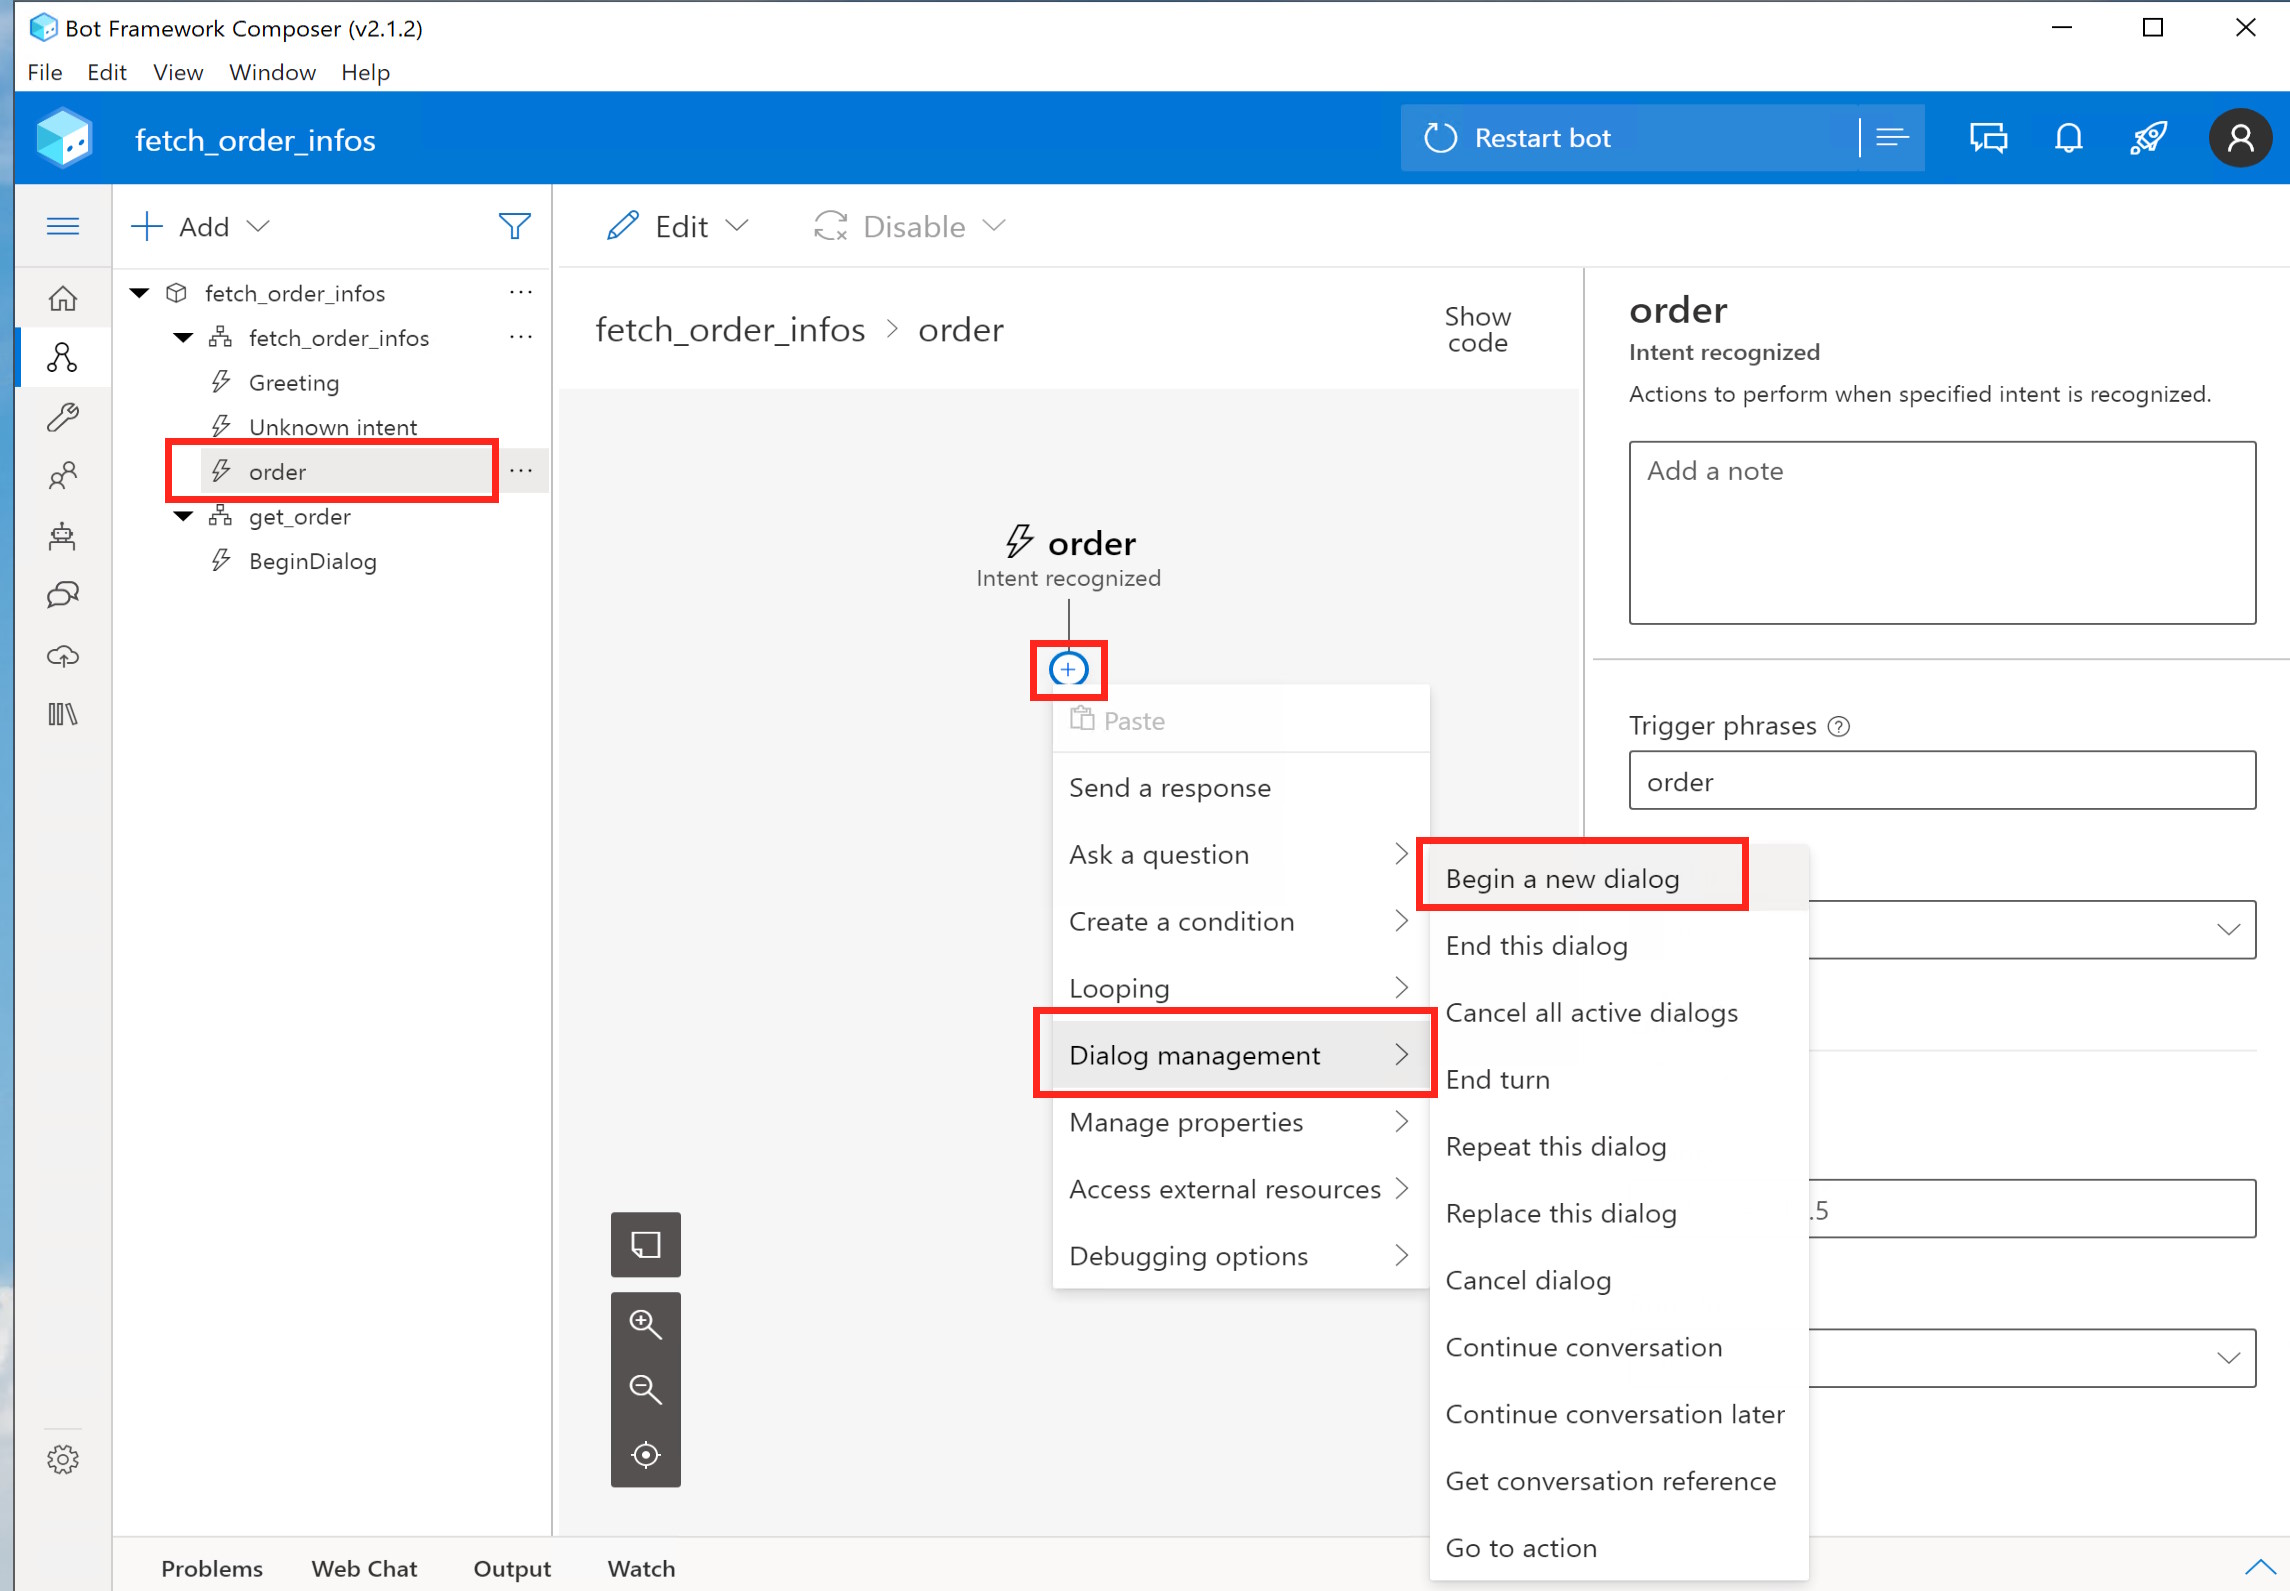 Bot Framework Composer (v2.1.2)
File Edit View Window Help
fetch_order_infos
Restart bot
Add
Edit
Disable
fetch_order_infos
fetch_order_infos
Greeting
Unknown intent
order
get_order
BeginDialog
fetch_order_infos > order
Show
code
order
Intent recognized
Paste
Send a response
Ask a question
Create a condition
Looping
Dialog management
Manage properties
Access external resources
Debugging options
Begin a new dialog
End this dialog
Cancel all active dialogs
End turn
Repeat this dialog
Replace this dialog
Cancel dialog
Continue conversation
Continue conversation later
Get conversation reference
Go to action
order
Intent recognized
Actions to perform when specified intent is recognized.
Add a note
Trigger phrases
order
.5
Problems Web Chat Output Watch